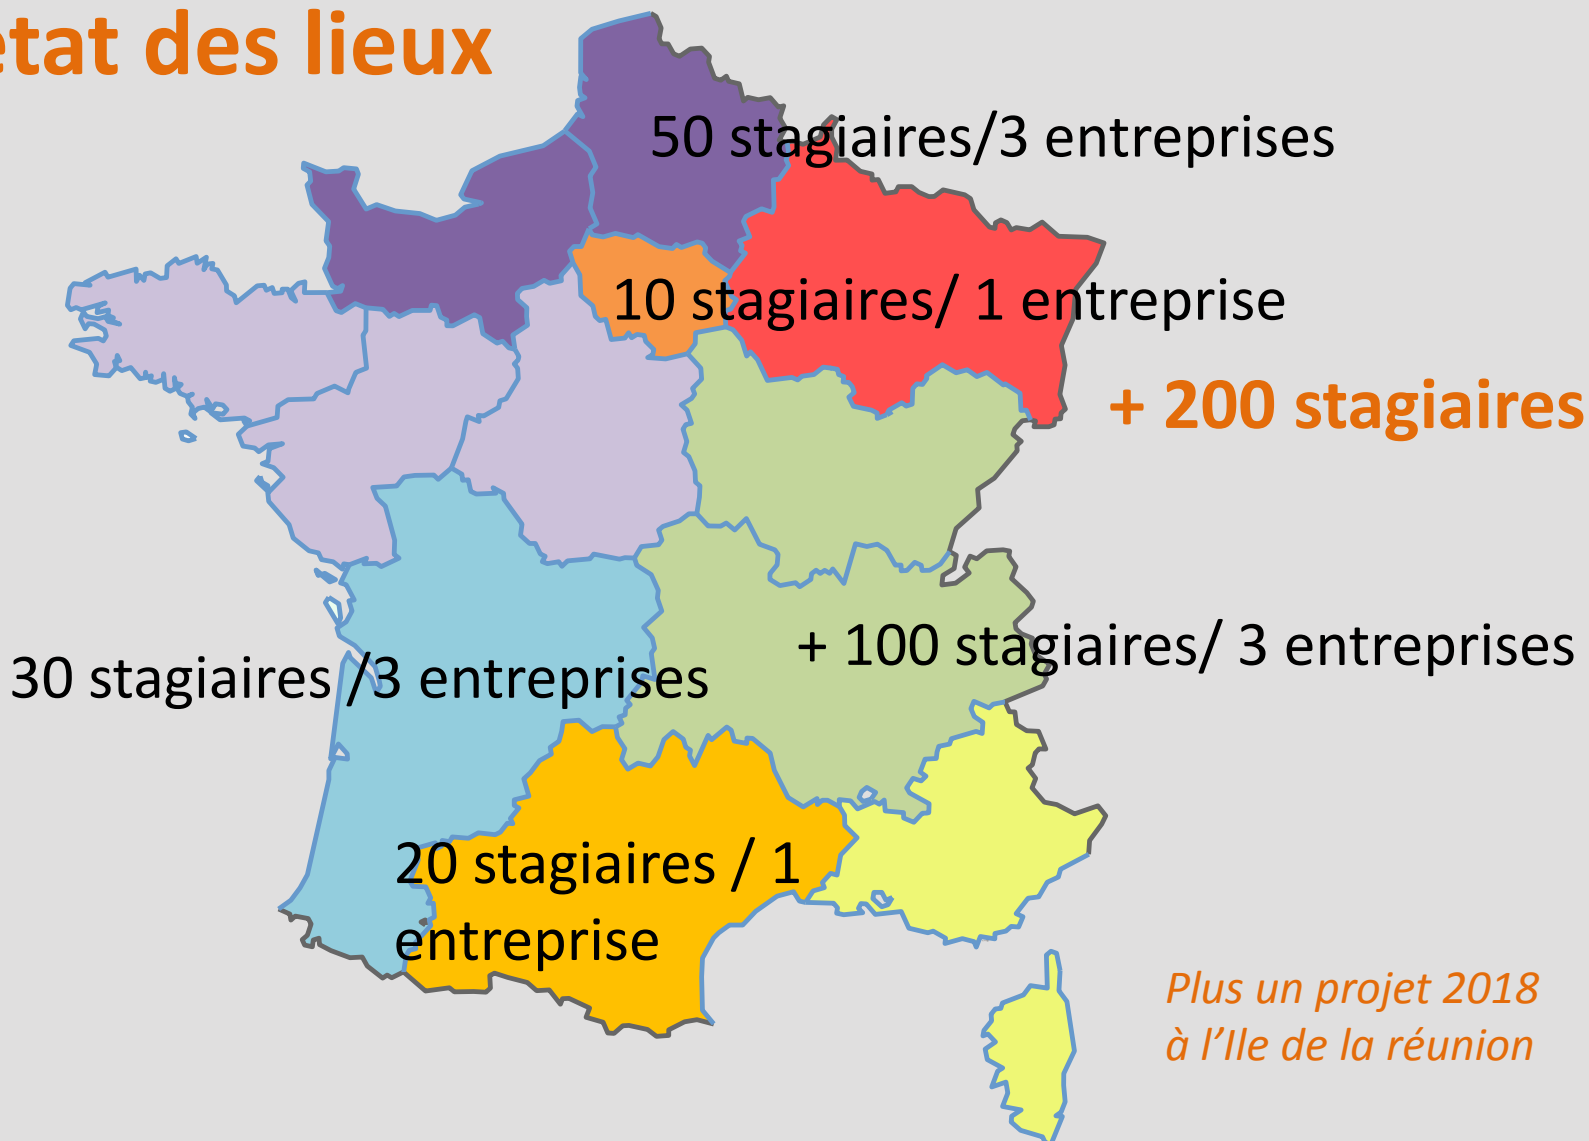 etat des lieux
50 stagiaires/3 entreprises
10 stagiaires/ 1 entreprise
+ 200 stagiaires
+ 100 stagiaires/ 3 entreprises
30 stagiaires /3 entreprises
20 stagiaires / 1
entreprise
Plus un projet 2018
à l’Ile de la réunion